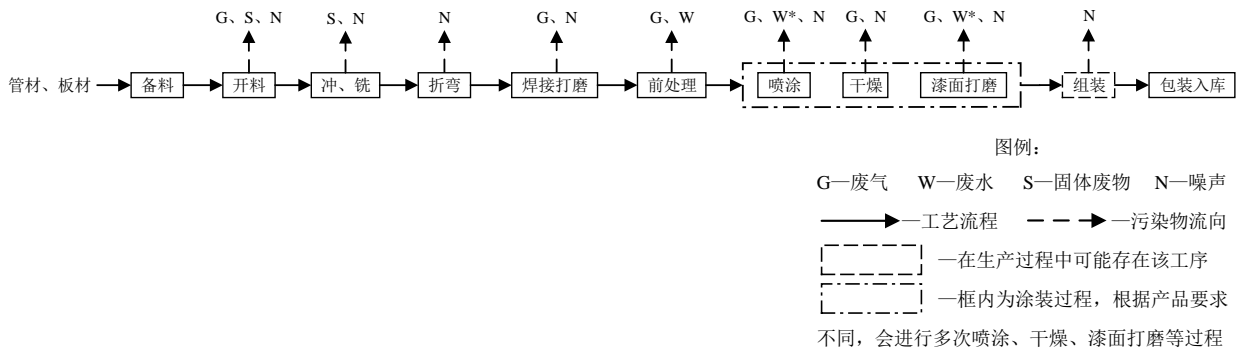 G、S、N S、N N G、N G、W G、W*、N G、N G、W*、N N
管材、板材 备料 开料 冲、铣 折弯 焊接打磨 前处理 喷涂 干燥 漆面打磨 组装 包装入库
图例：
G—废气 W—废水 S—固体废物 N—噪声
—工艺流程 —污染物流向
—在生产过程中可能存在该工序
—框内为涂装过程，根据产品要求
不同，会进行多次喷涂、干燥、漆面打磨等过程